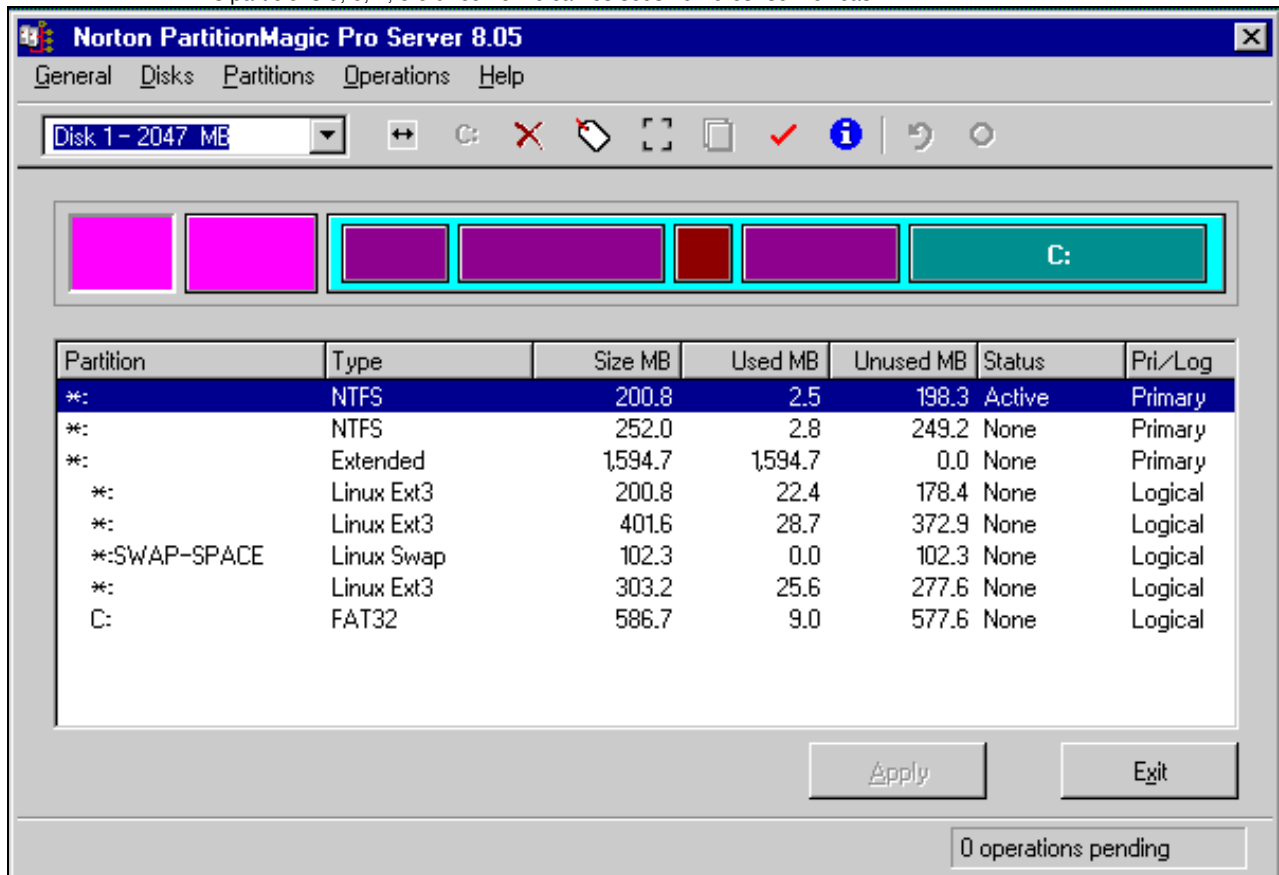 Norton PartitionMagic Pro Server 8.05
General Disks Partitions Operations Help
Disk 1 - 2047 MB C:
C:
Partition Type Size MB Used MB Unused MB Status Pri/Log
*: NTFS 200.8 2.5 198.3 Active Primary
*: NTFS 252.0 2.8 249.2 None Primary
*: Extended 1,594.7 1,594.7 0.0 None Primary
*: Linux Ext3 200.8 22.4 178.4 None Logical
*: Linux Ext3 401.6 28.7 372.9 None Logical
*:SWAP-SPACE Linux Swap 102.3 0.0 102.3 None Logical
*: Linux Ext3 303.2 25.6 277.6 None Logical
C: FAT32 586.7 9.0 577.6 None Logical
Apply Exit
0 operations pending